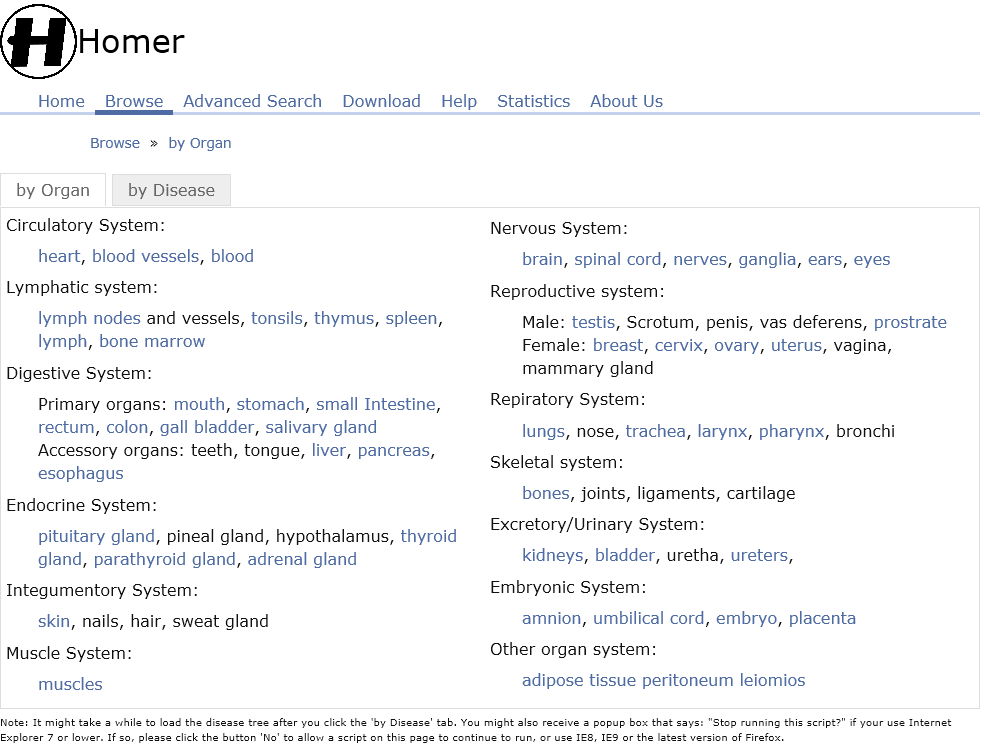 H Homer
Home Browse Advanced Search Download Help Statistics About Us
Browse » by Organ
by Organ by Disease
Circulatory System:
heart, blood vessels, blood
Lymphatic system:
lymph nodes and vessels, tonsils, thymus, spleen,
lymph, bone marrow
Digestive System:
Primary organs: mouth, stomach, small Intestine,
rectum, colon, gall bladder, salivary gland
Accessory organs: teeth, tongue, liver, pancreas,
esophagus
Endocrine System:
pituitary gland, pineal gland, hypothalamus, thyroid
gland, parathyroid gland, adrenal gland
Integumentory System:
skin, nails, hair, sweat gland
Muscle System:
muscles
Nervous System:
brain, spinal cord, nerves, ganglia, ears, eyes
Reproductive system:
Male: testis, Scrotum, penis, vas deferens, prostrate
Female: breast, cervix, ovary, uterus, vagina,
mammary gland
Repiratory System:
lungs, nose, trachea, larynx, pharynx, bronchi
Skeletal system:
bones, joints, ligaments, cartilage
Excretory/Urinary System:
kidneys, bladder, uretha, ureters,
Embryonic System:
amnion, umbilical cord, embryo, placenta
Other organ system:
adipose tissue peritoneum leiomios
Note: It might take a while to load the disease tree after you click the 'by Disease' tab. You might also receive a popup box that says: "Stop running this script?" if your use Internet
Explorer 7 or lower. If so, please click the button 'No' to allow a script on this page to continue to run, or use IE8, IE9 or the latest version of Firefox.